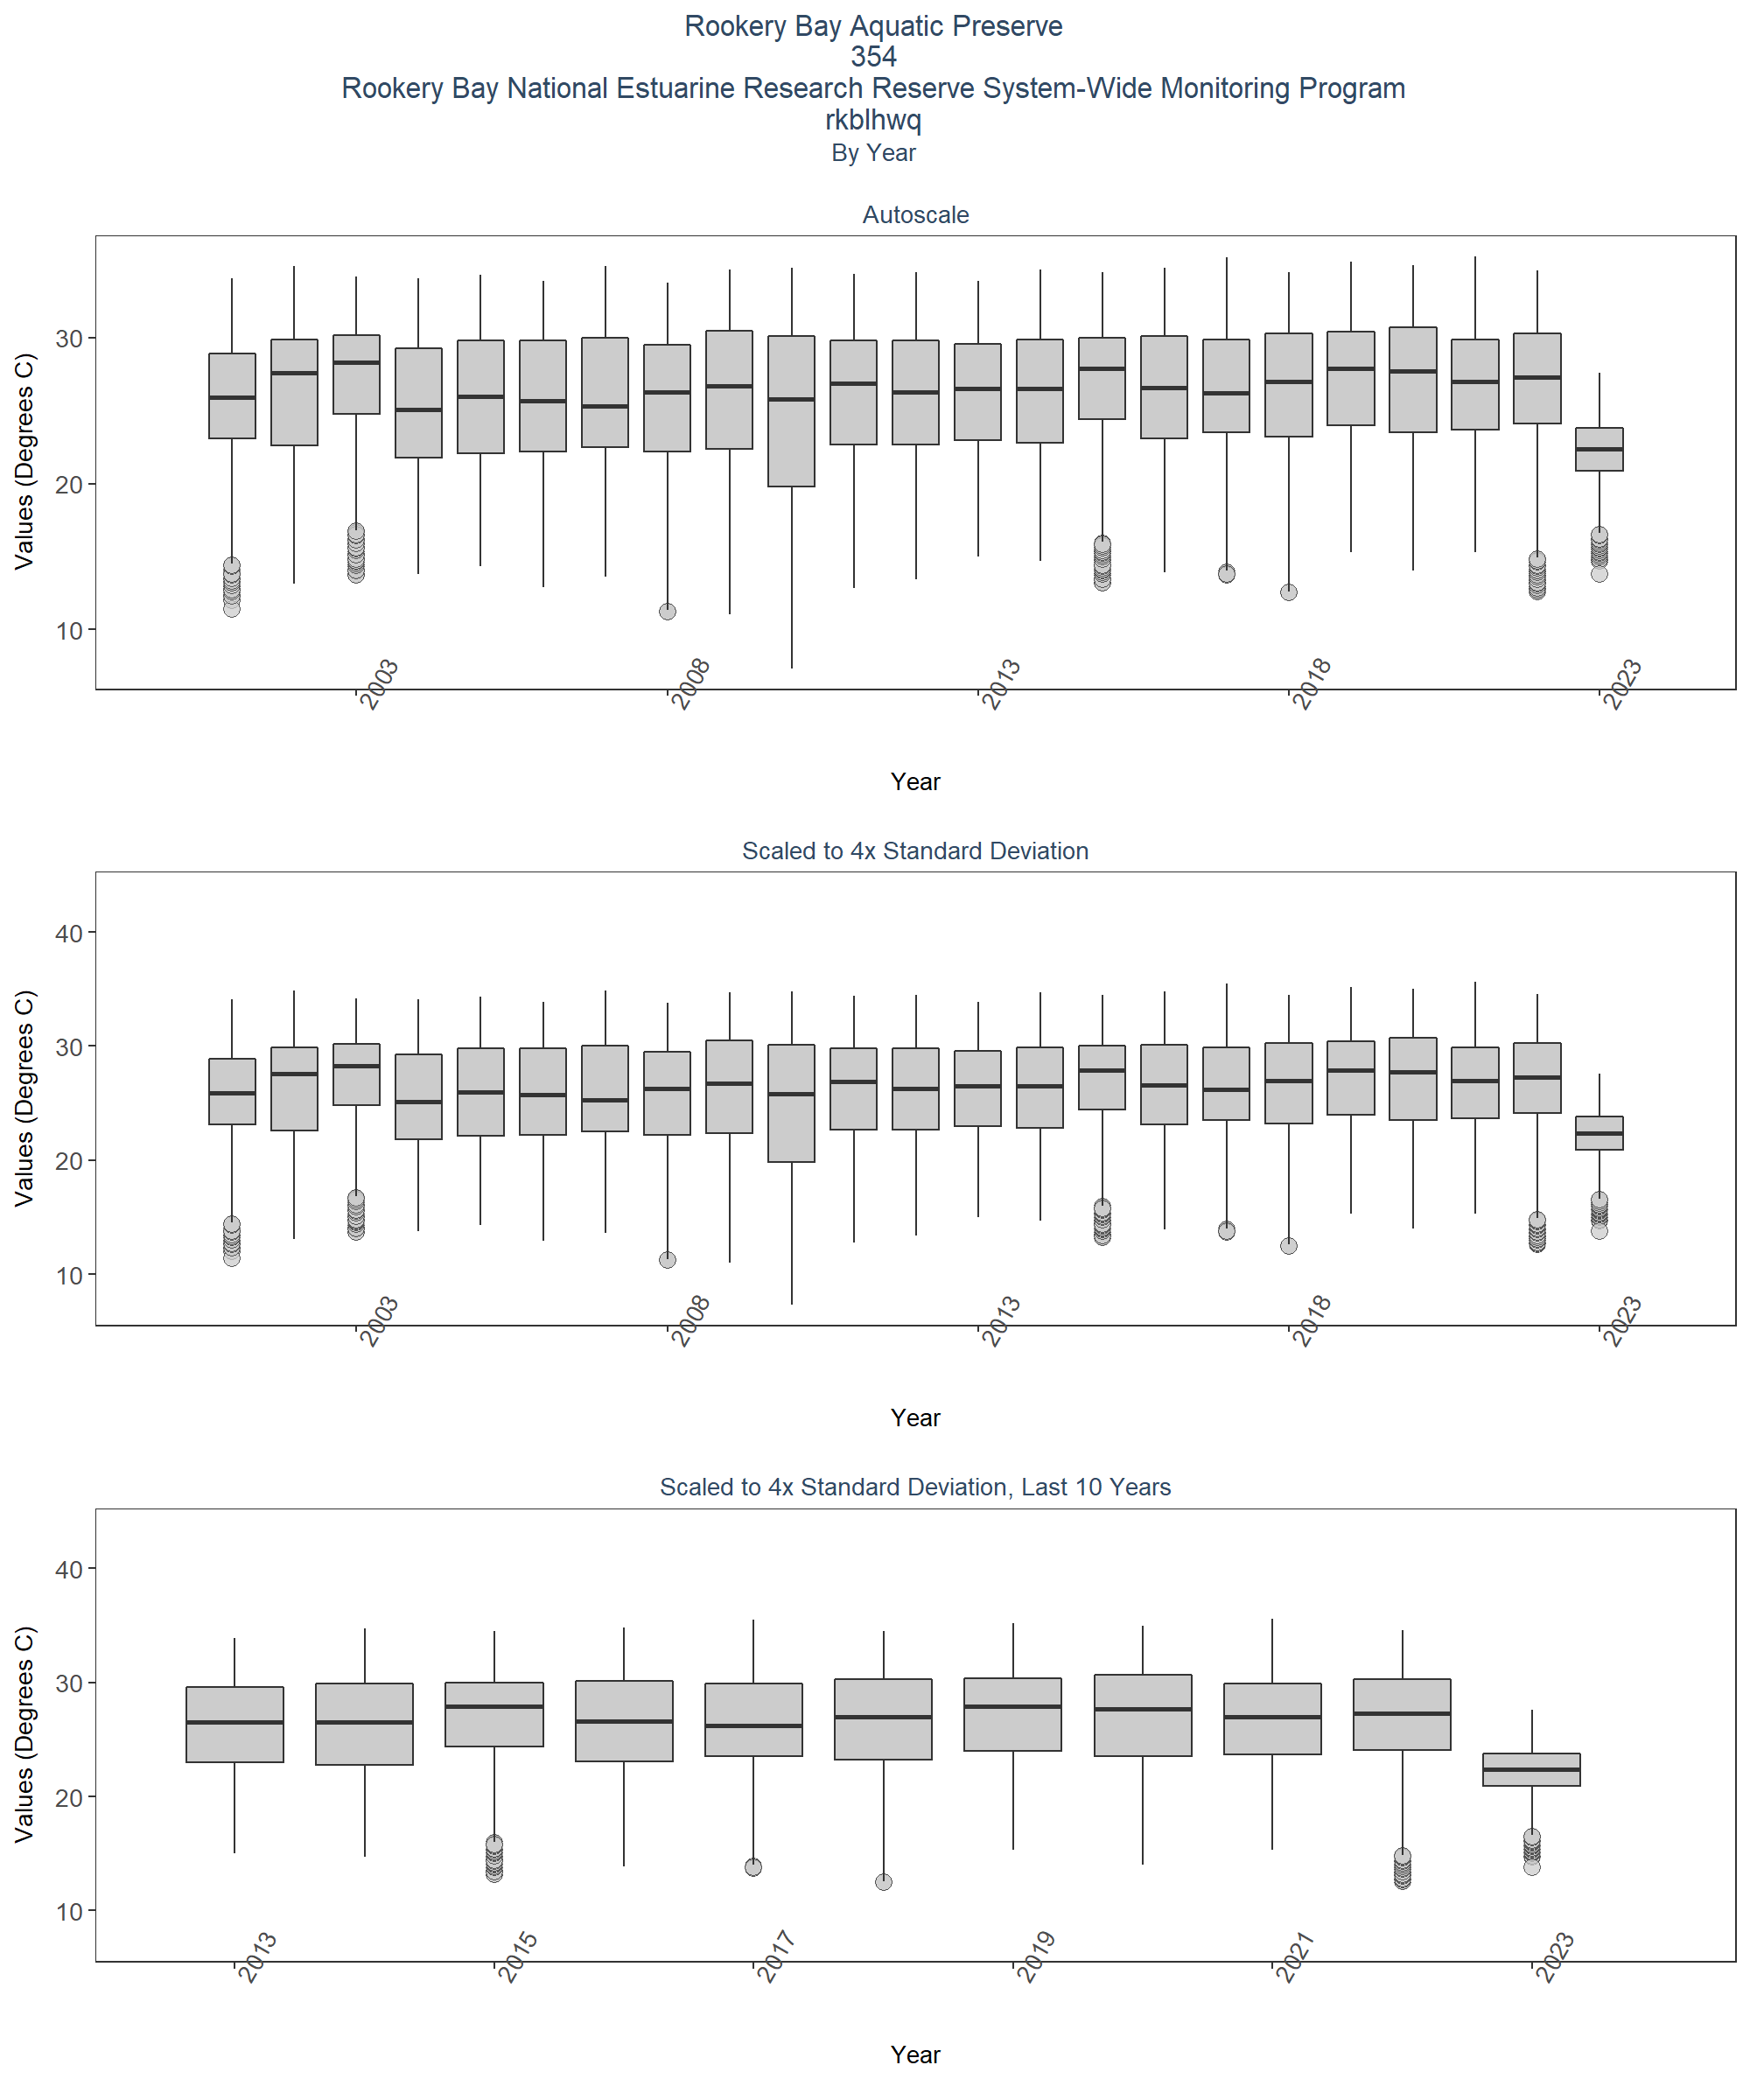 Rookery Bay Aquatic Preserve
354
Rookery Bay National Estuarine Research Reserve System-Wide Monitoring Program
rkblhwq
By Year
Autoscale
Values (Degrees C)
30
20
10
2003 2008 2013 2018 2023
Year
Scaled to 4x Standard Deviation
Values (Degrees C)
40
30
20
10
2003 2008 2013 2018 2023
Year
Scaled to 4x Standard Deviation, Last 10 Years
Values (Degrees C)
40
30
20
10
2013 2015 2017 2019 2021 2023
Year